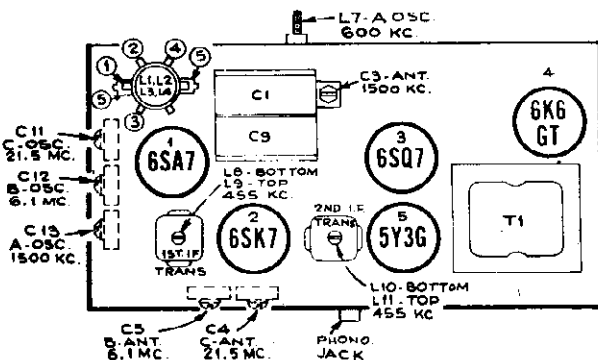 L7-A OSC.
600 KC.
2
4
1
5
L1, L2
L3, L4
5
3
C1
C3-ANT.
1500 KC.
4
6K6
GT
C11
C-OSC.
21.5 MC.
C9
1
6SA7
3
6SQ7
C12
B-OSC.
6.1 MC.
L8-BOTTOM
L9-TOP
455 KC.
C13
A-OSC.
1500 KC.
1ST. I.F
TRANS
2
6SK7
2ND I.F.
TRANS
5
5Y3G
T1
L10-BOTTOM
L11-TOP
455 KC
C5
B-ANT.
6.1 MC.
C4
C-ANT.
21.5 MC.
PHONO.
JACK